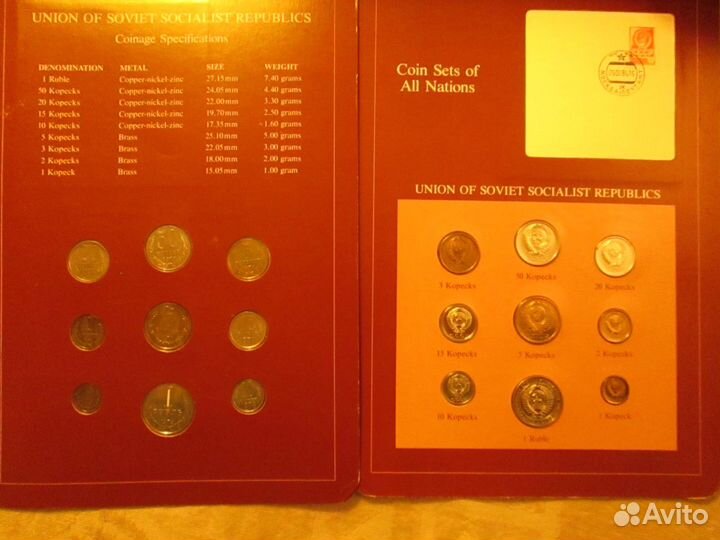 UNION OF SOVIET SOCIALIST REPUBLICS
Coinage Specifications
DENOMINATION METAL SIZE WEIGHT
1 Ruble Copper-nickel-zinc 27.15mm 7.40 grams
50 Kopecks Copper-nickel-zinc 24.05mm 4.40 grams
20 Kopecks Copper-nickel-zinc 22.00mm 3.30 grams
15 Kopecks Copper-nickel-zinc 19.70mm 2.50 grams
10 Kopecks Copper-nickel-zinc 17.35mm 1.60 grams
5 Kopecks Brass 25.10mm 5.00 grams
3 Kopecks Brass 22.05mm 3.00 grams
2 Kopecks Brass 18.00mm 2.00 grams
1 Kopeck Brass 15.05mm 1.00 gram
1
Coin Sets of
All Nations
UNION OF SOVIET SOCIALIST REPUBLICS
3 Kopecks
50 Kopecks
20 Kopecks
15 Kopecks
5 Kopecks
2 Kopecks
10 Kopecks
1 Ruble
1 Kopeck
Avito